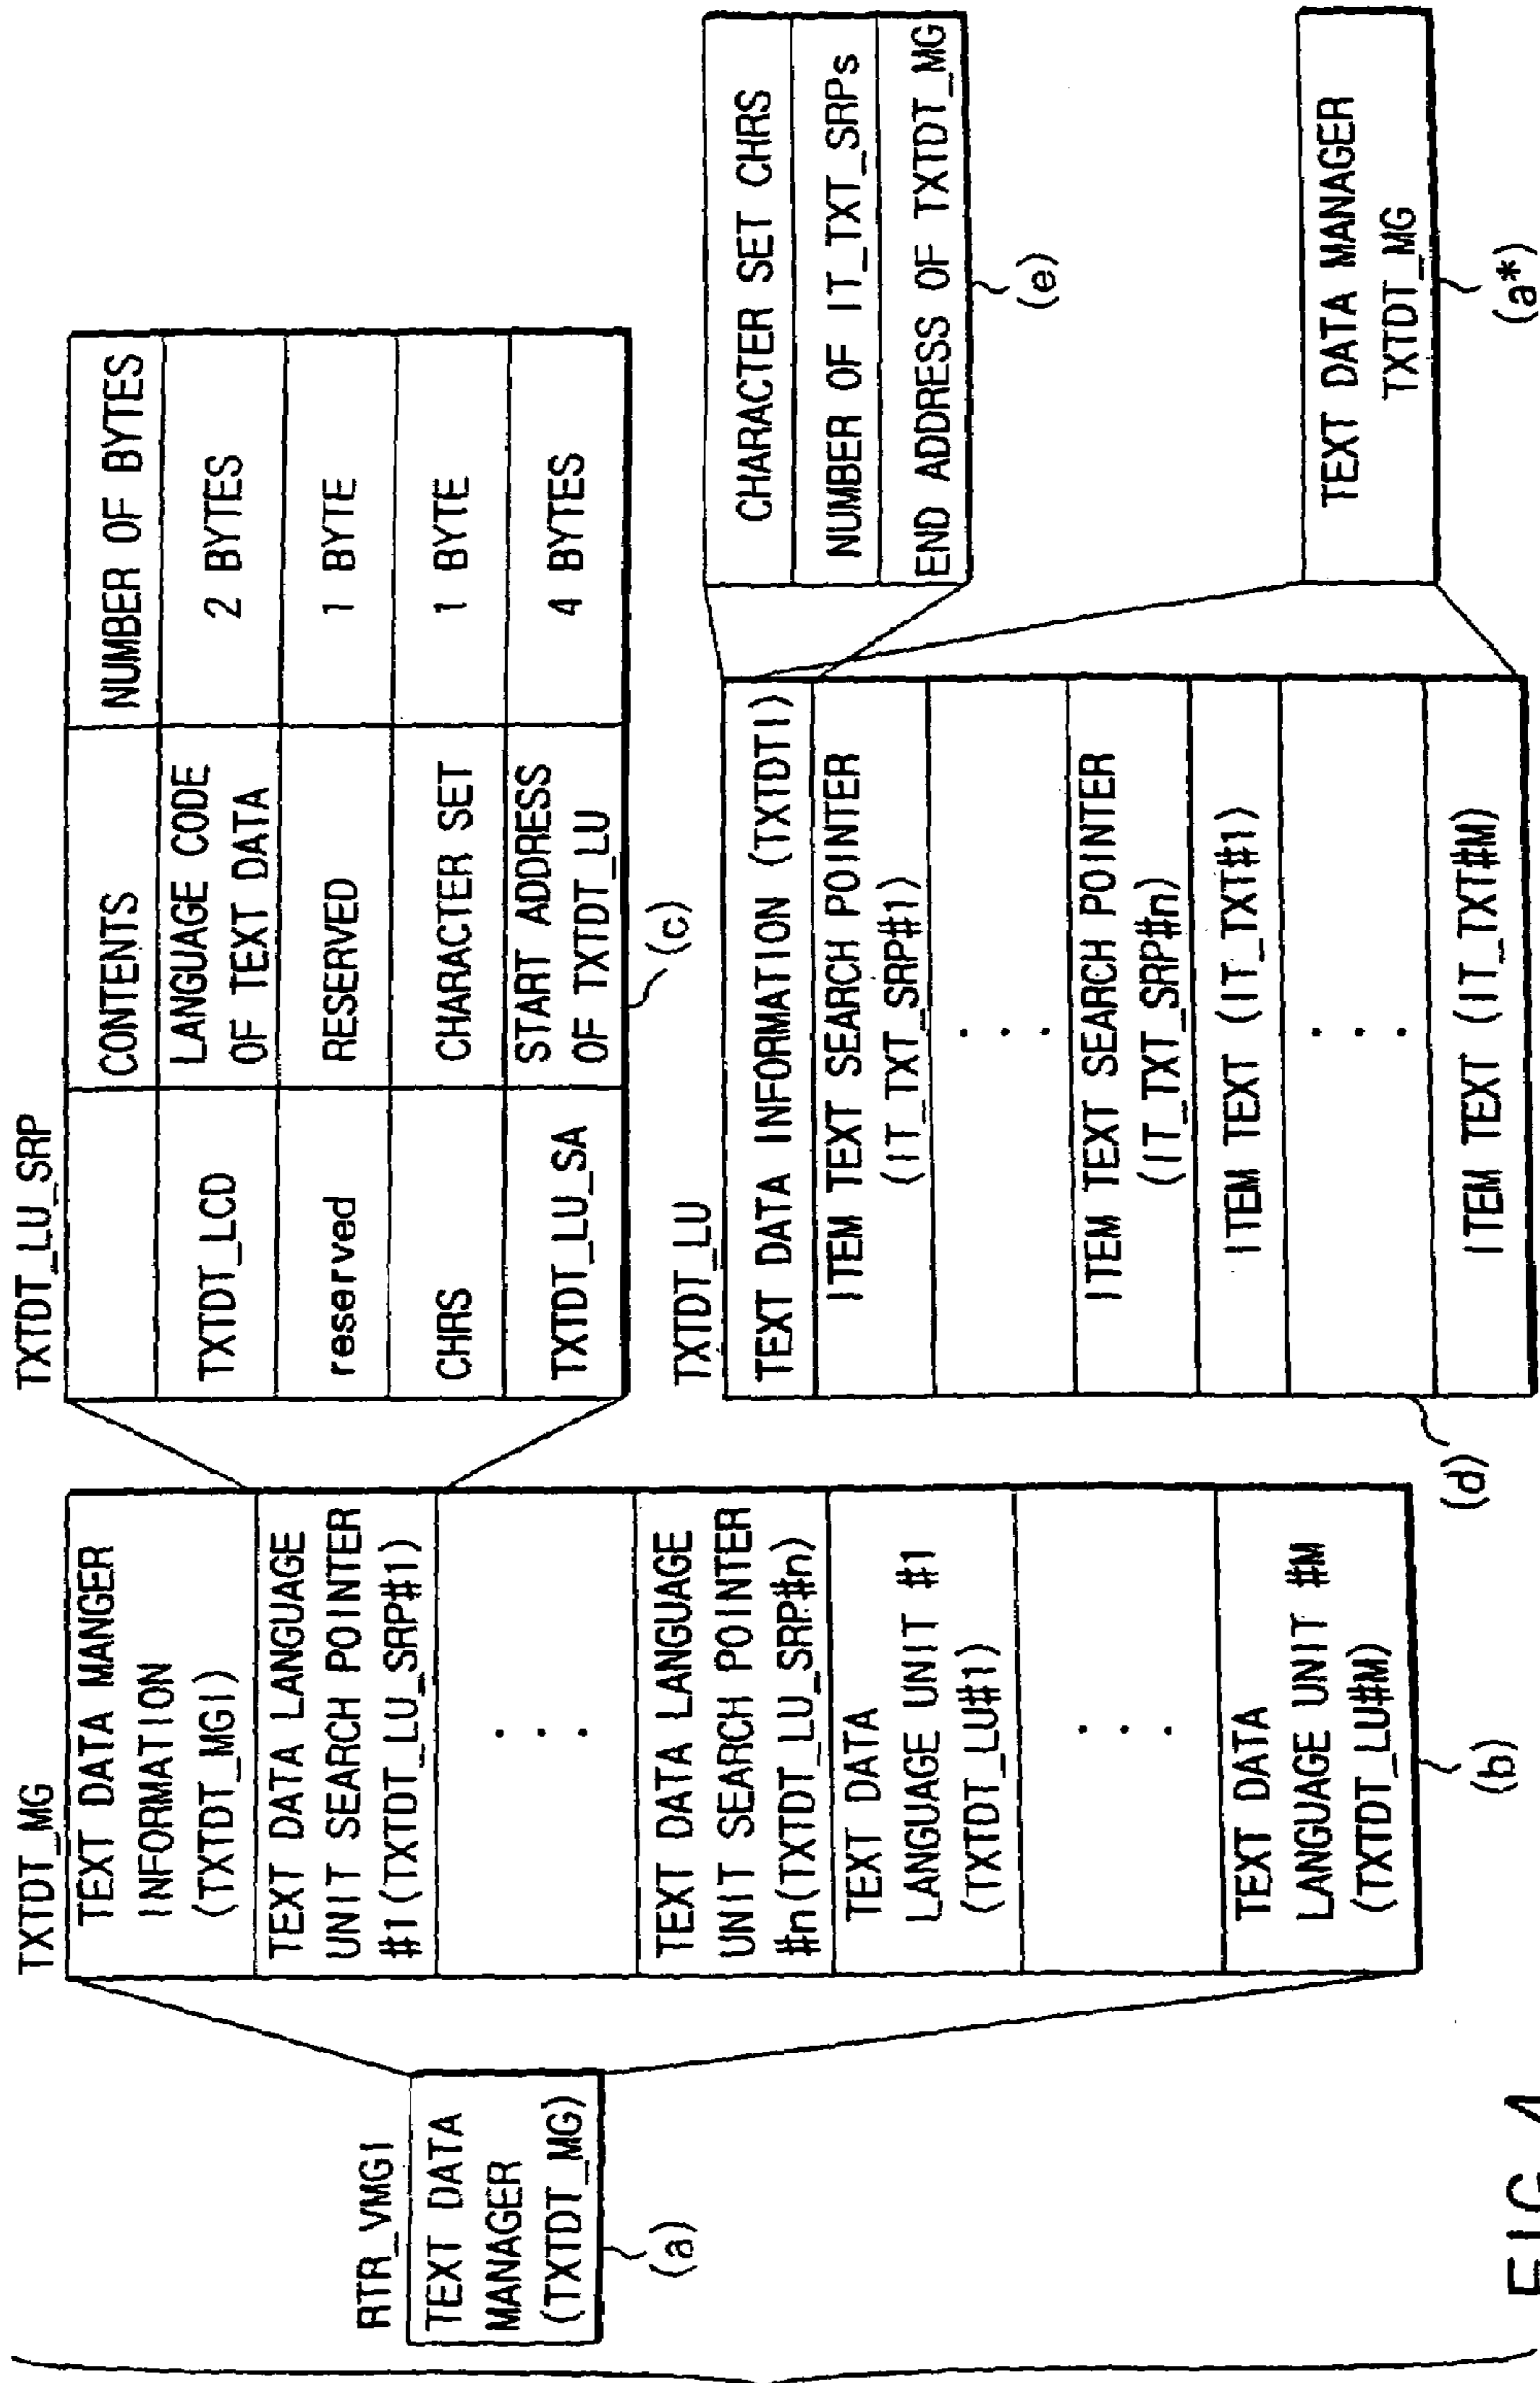 RTR_VMGI
TEXT DATA
MANAGER
(TXTDT_MG)
(a)
TXTDT_MG
TEXT DATA MANGER
INFORMATION
(TXTDT_MGI)
TEXT DATA LANGUAGE
UNIT SEARCH POINTER
#1(TXTDT_LU_SRP#1)
. . .
TEXT DATA LANGUAGE
UNIT SEARCH POINTER
#n(TXTDT_LU_SRP#n)
TEXT DATA
LANGUAGE UNIT #1
(TXTDT_LU#1)
. . .
TEXT DATA
LANGUAGE UNIT #M
(TXTDT_LU#M)
(b)
TXTDT_LU_SRP
CONTENTS NUMBER OF BYTES
TXTDT_LCD LANGUAGE CODE 2 BYTES
OF TEXT DATA
reserved RESERVED 1 BYTE
CHRS CHARACTER SET 1 BYTE
TXTDT_LU_SA START ADDRESS 4 BYTES
OF TXTDT_LU
(c)
TXTDT_LU
TEXT DATA INFORMATION (TXTDTI)
ITEM TEXT SEARCH POINTER
(IT_TXT_SRP#1)
. . .
ITEM TEXT SEARCH POINTER
(IT_TXT_SRP#n)
ITEM TEXT (IT_TXT#1)
. . .
ITEM TEXT (IT_TXT#M)
(d)
CHARACTER SET CHRS
NUMBER OF IT_TXT_SRPs
END ADDRESS OF TXTDT_MG
(e)
TEXT DATA MANAGER
TXTDT_MG
(a*)
FIG. 4